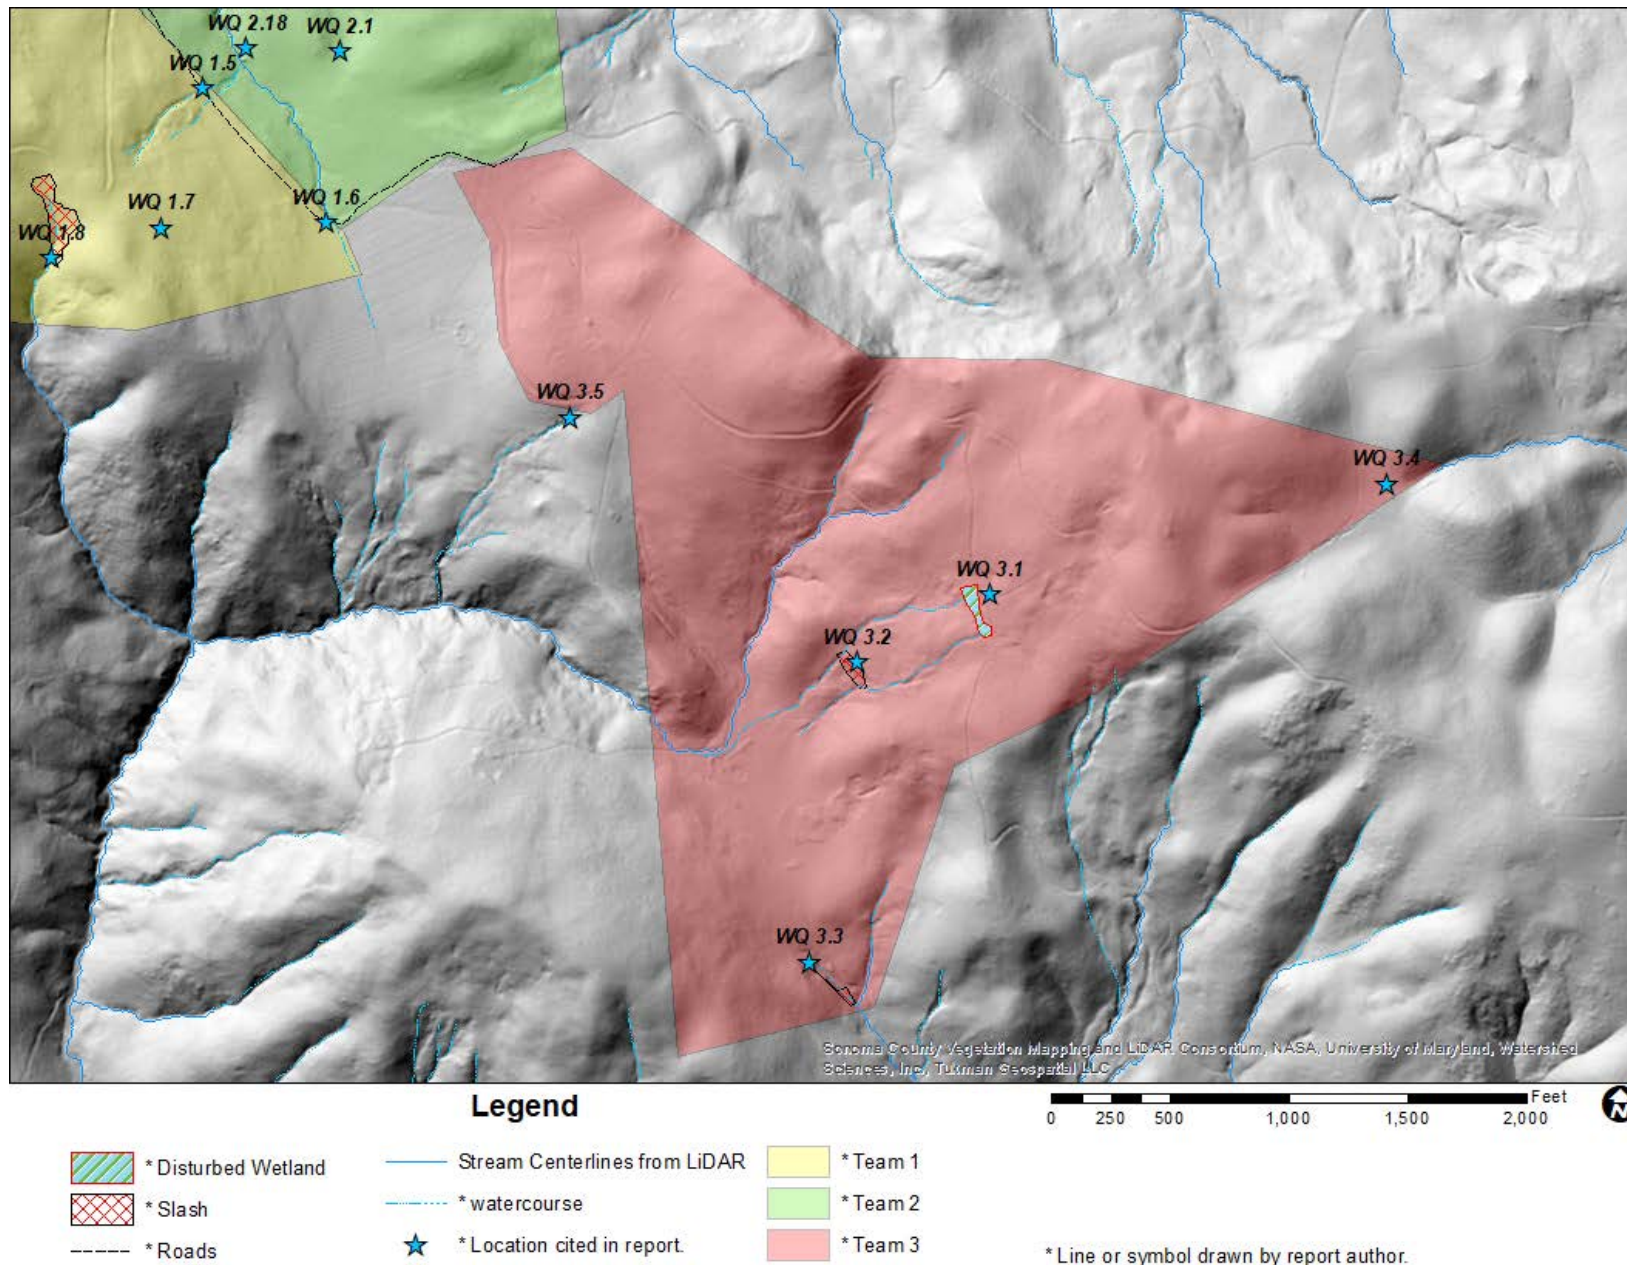 WQ 2.18
WQ 2.1
WQ 1.5
WQ 1.7
WQ 1.6
WQ 1.8
WQ 3.5
WQ 3.4
WQ 3.1
WQ 3.2
WQ 3.3
Sonoma County Vegetation Mapping and LiDAR Consortium, NASA, University of Maryland, Watershed
Sciences, Inc., Tukman Geospatial LLC
Legend
Feet
0 250 500 1,000 1,500 2,000
N
* Disturbed Wetland
Stream Centerlines from LiDAR
* Team 1
* Slash
* watercourse
* Team 2
* Roads
* Location cited in report.
* Team 3
* Line or symbol drawn by report author.